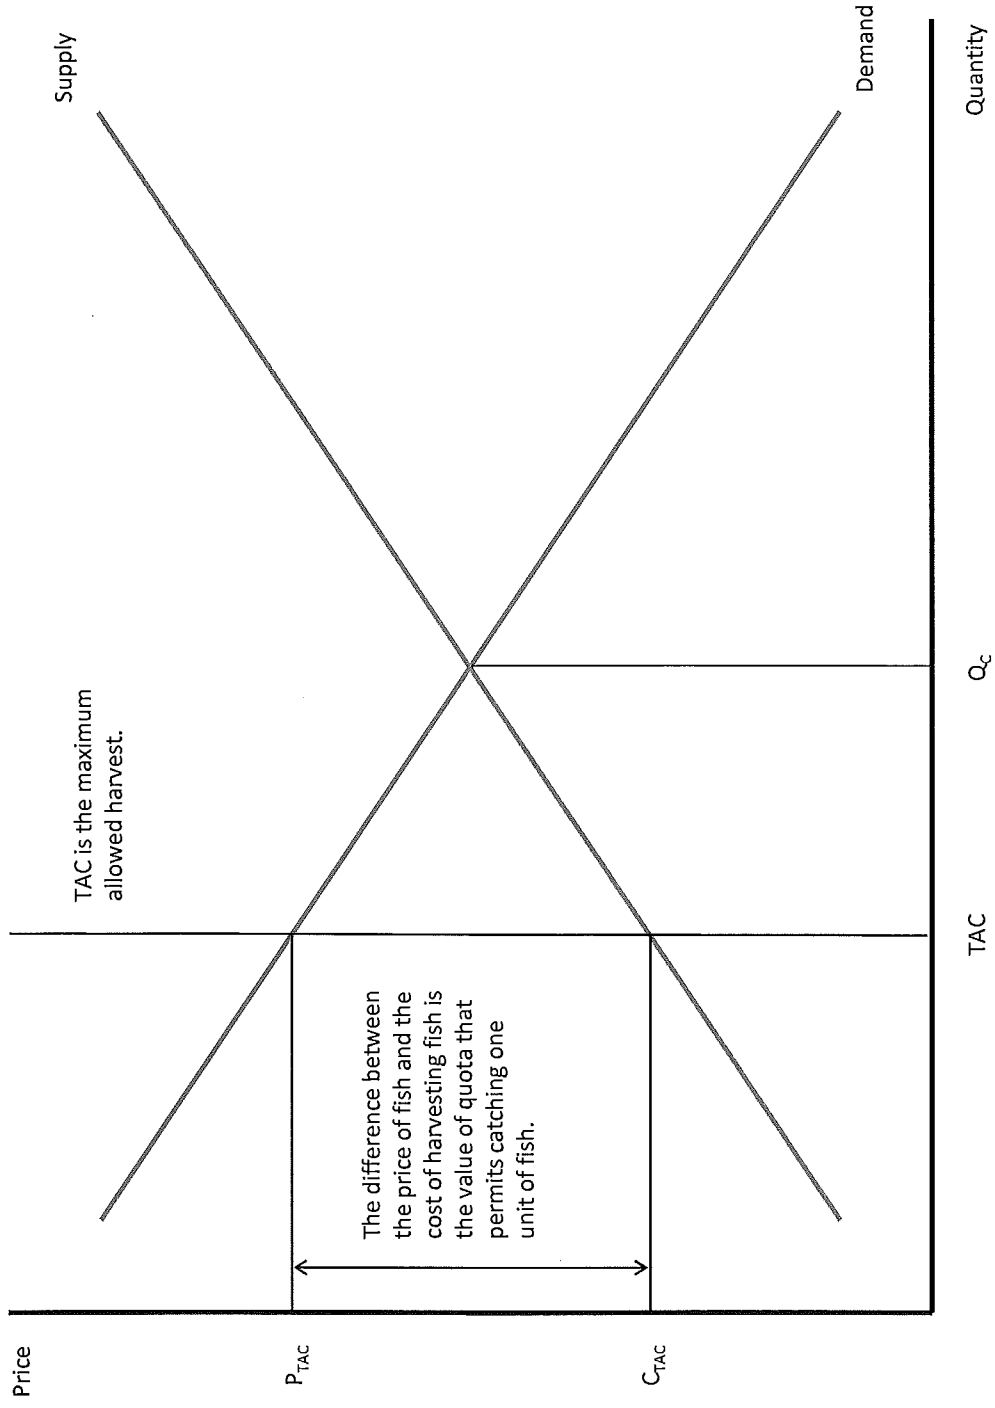 Price
Supply
TAC is the maximum
allowed harvest.
P_TAC
The difference between
the price of fish and the
cost of harvesting fish is
the value of quota that
permits catching one
unit of fish.
C_TAC
Demand
TAC
Q_C
Quantity